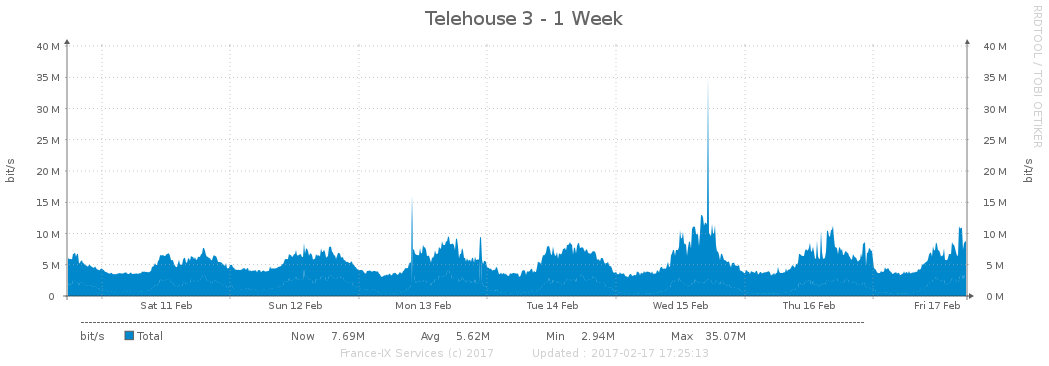 Telehouse 3 - 1 Week
RRDTOOL / TOBI OETIKER
40 M 40 M
35 M 35 M
30 M 30 M
25 M 25 M
20 M 20 M
15 M 15 M
10 M 10 M
5 M 5 M
0 0 M
bit/s bit/s
Sat 11 Feb Sun 12 Feb Mon 13 Feb Tue 14 Feb Wed 15 Feb Thu 16 Feb Fri 17 Feb
bit/s Total Now 7.69M Avg 5.62M Min 2.94M Max 35.07M
France-IX Services (c) 2017 Updated : 2017-02-17 17:25:13